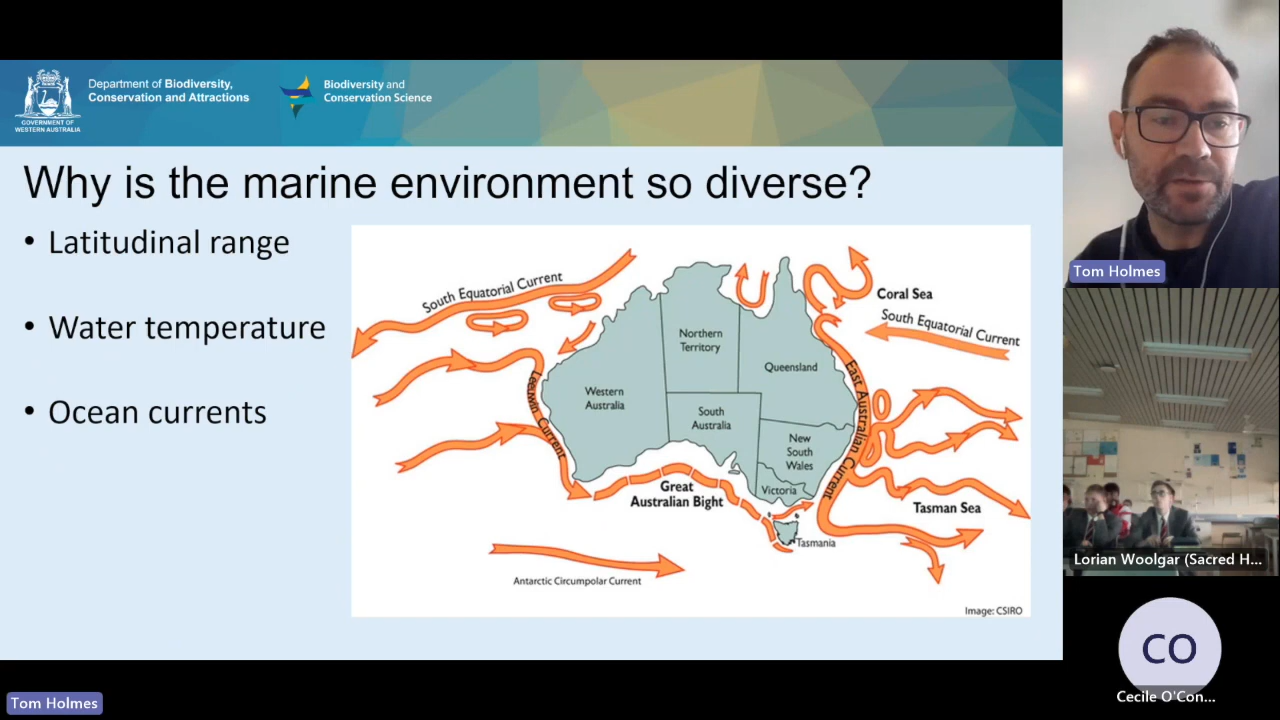 Department of Biodiversity,
Conservation and Attractions
GOVERNMENT OF
WESTERN AUSTRALIA
Biodiversity and
Conservation Science
Why is the marine environment so diverse?
• Latitudinal range
• Water temperature
• Ocean currents
South Equatorial Current
Coral Sea
South Equatorial Current
Northern
Territory
Queensland
Western
Australia
South
Australia
New
South
Wales
Victoria
Tasmania
Leeuwin Current
East Australian Current
Great
Australian Bight
Tasman Sea
Antarctic Circumpolar Current
Image: CSIRO
Tom Holmes
Lorian Woolgar (Sacred H...
CO
Cecile O'Con...
Tom Holmes